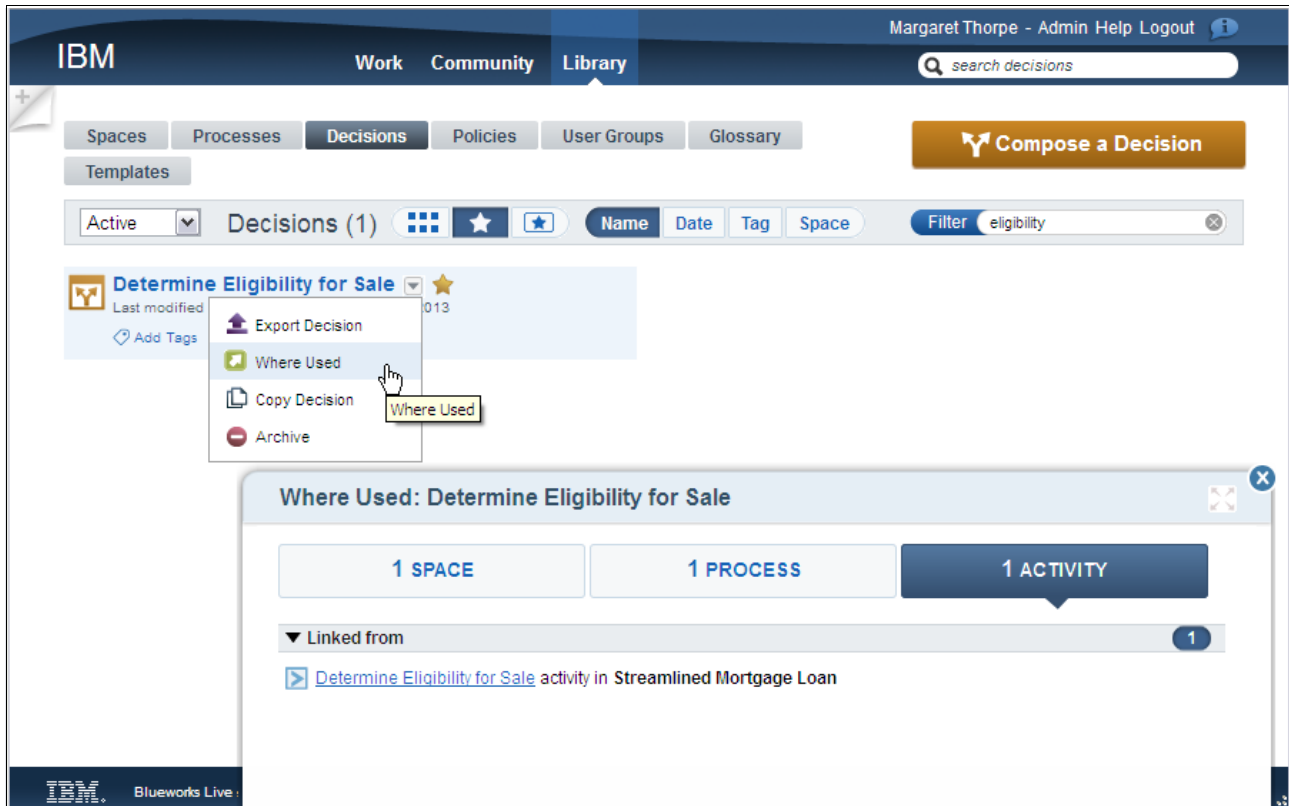 Margaret Thorpe - Admin Help Logout
IBM Work Community Library search decisions
Spaces Processes Decisions Policies User Groups Glossary
Templates
Compose a Decision
Active Decisions (1) Name Date Tag Space Filter eligibility
Determine Eligibility for Sale
Last modified 2013
Add Tags
Export Decision
Where Used
Copy Decision
Where Used
Archive
Where Used: Determine Eligibility for Sale
1 SPACE 1 PROCESS 1 ACTIVITY
Linked from 1
Determine Eligibility for Sale activity in Streamlined Mortgage Loan
IBM. Blueworks Live